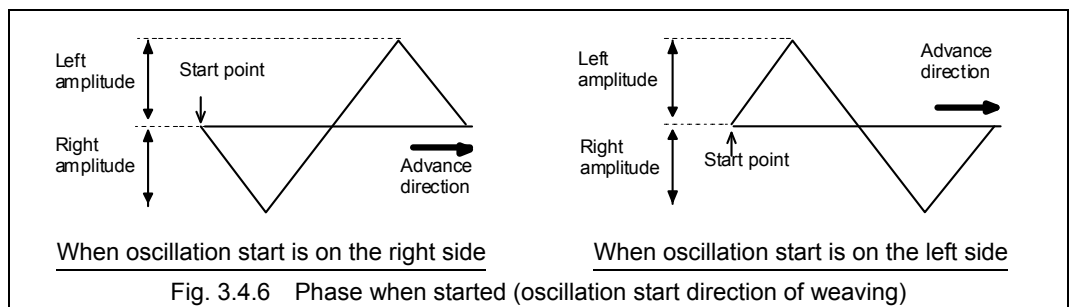 Left
amplitude
Start point
Right
amplitude
Advance
direction
When oscillation start is on the right side
Left
amplitude
Advance
direction
Right
amplitude
Start point
When oscillation start is on the left side
Fig. 3.4.6 Phase when started (oscillation start direction of weaving)